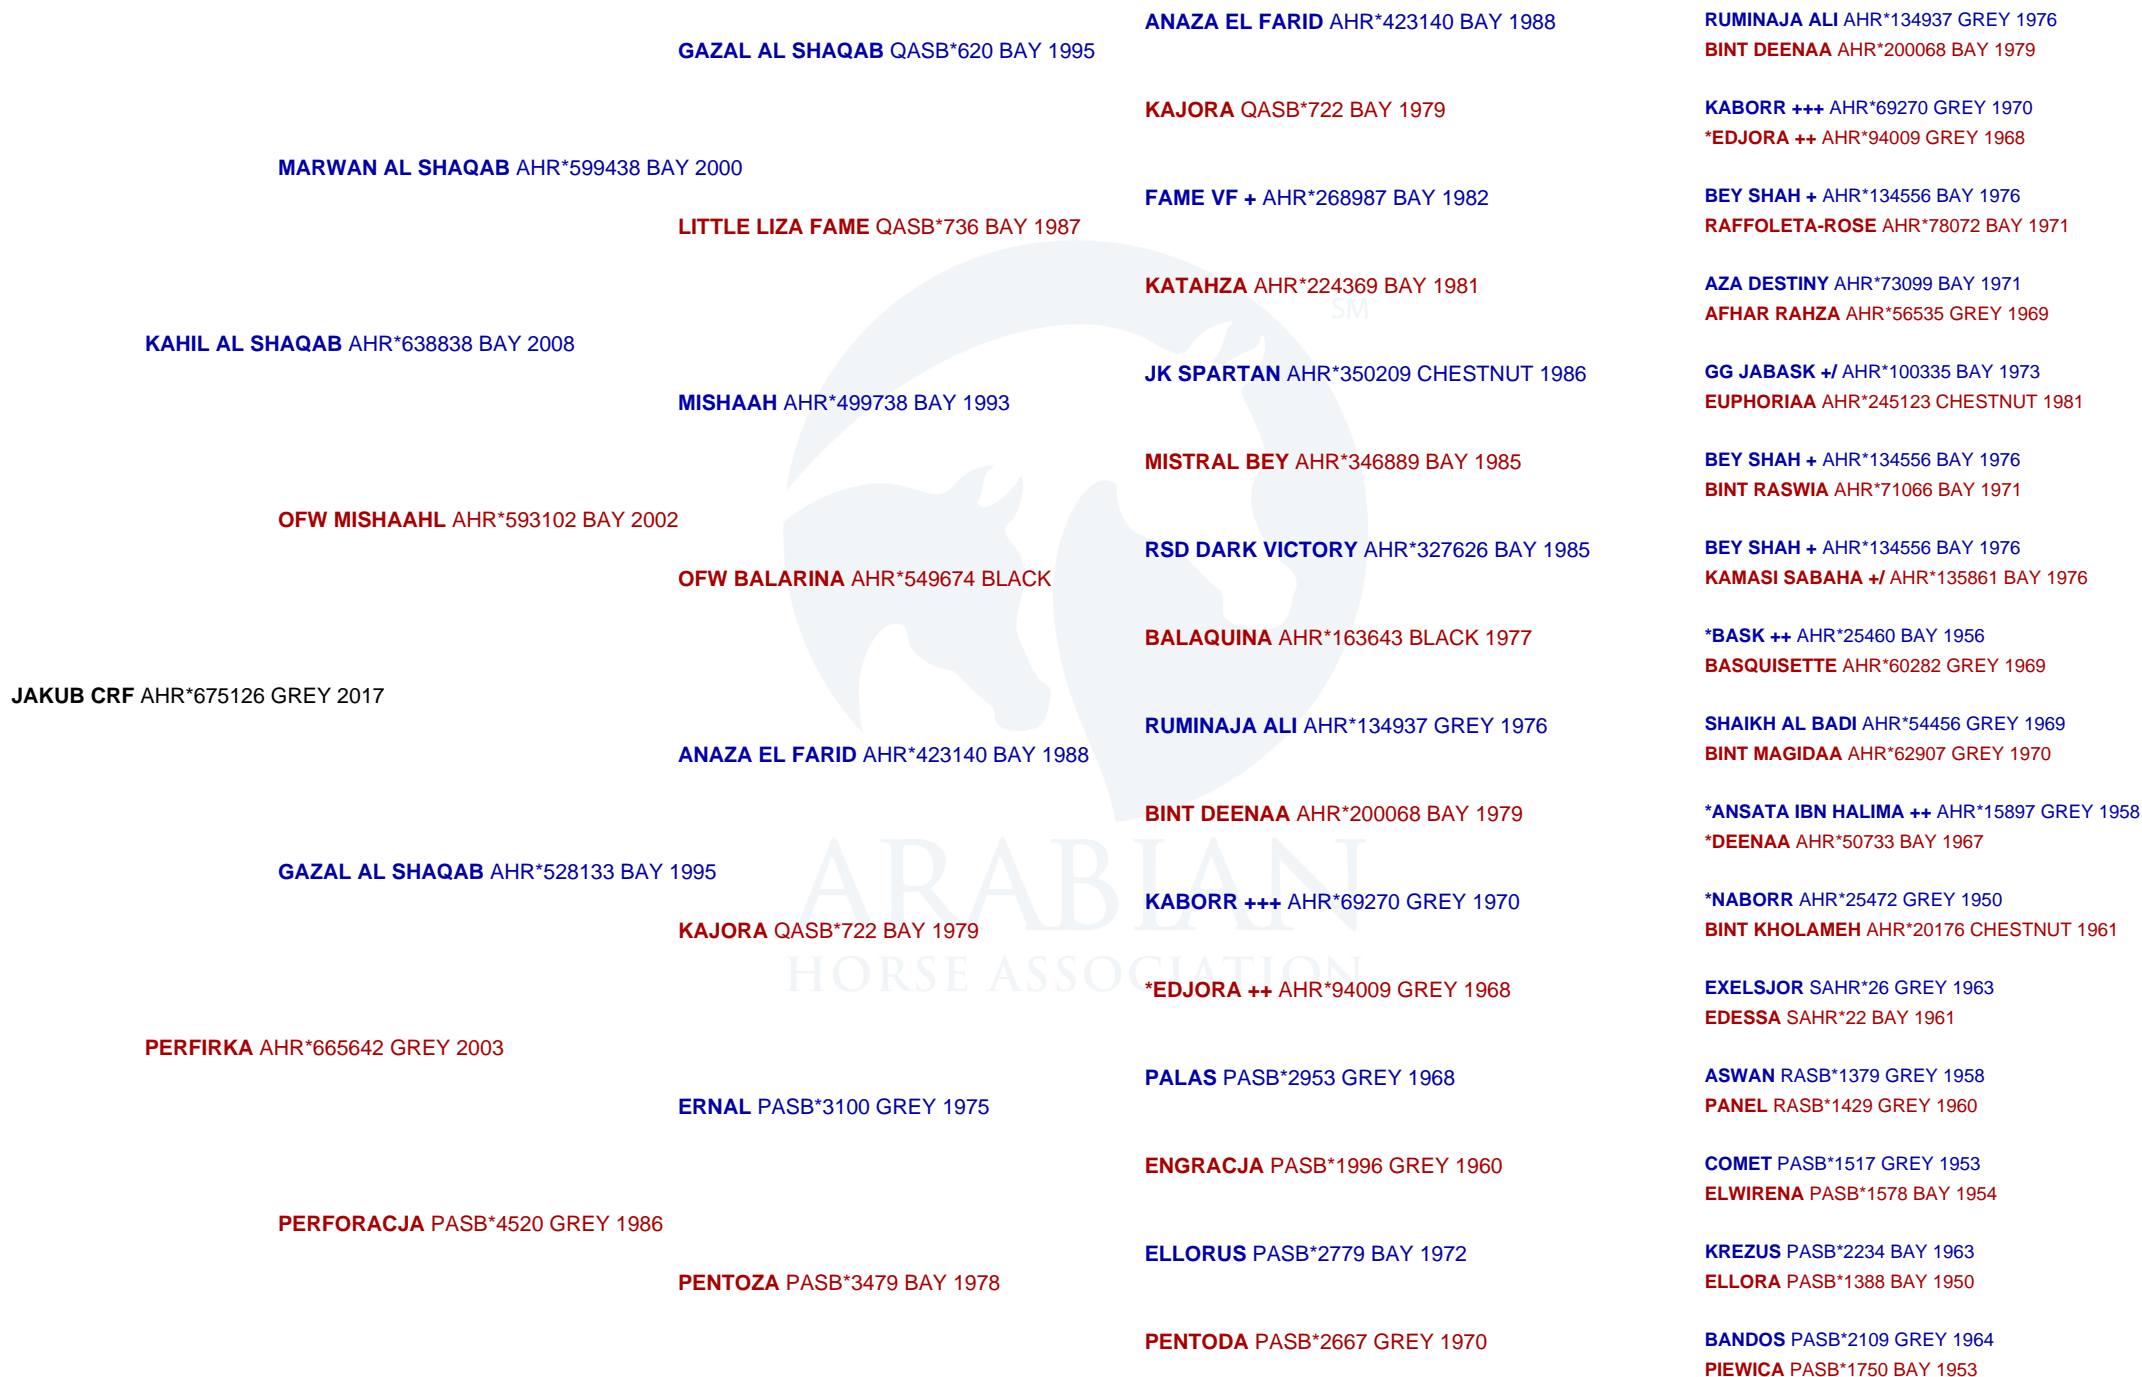 ANAZA EL FARID AHR*423140 BAY 1988
RUMINAJA ALI AHR*134937 GREY 1976
GAZAL AL SHAQAB QASB*620 BAY 1995
BINT DEENAA AHR*200068 BAY 1979
KAJORA QASB*722 BAY 1979
KABORR +++ AHR*69270 GREY 1970
*EDJORA ++ AHR*94009 GREY 1968
MARWAN AL SHAQAB AHR*599438 BAY 2000
FAME VF + AHR*268987 BAY 1982
BEY SHAH + AHR*134556 BAY 1976
LITTLE LIZA FAME QASB*736 BAY 1987
RAFFOLETA-ROSE AHR*78072 BAY 1971
KATAHZA AHR*224369 BAY 1981
AZA DESTINY AHR*73099 BAY 1971
SM
AFHAR RAHZA AHR*56535 GREY 1969
KAHIL AL SHAQAB AHR*638838 BAY 2008
JK SPARTAN AHR*350209 CHESTNUT 1986
GG JABASK +/ AHR*100335 BAY 1973
MISHAAH AHR*499738 BAY 1993
EUPHORIAA AHR*245123 CHESTNUT 1981
MISTRAL BEY AHR*346889 BAY 1985
BEY SHAH + AHR*134556 BAY 1976
BINT RASWIA AHR*71066 BAY 1971
OFW MISHAAHL AHR*593102 BAY 2002
RSD DARK VICTORY AHR*327626 BAY 1985
BEY SHAH + AHR*134556 BAY 1976
OFW BALARINA AHR*549674 BLACK
KAMASI SABAHA +/ AHR*135861 BAY 1976
BALAQUINA AHR*163643 BLACK 1977
*BASK ++ AHR*25460 BAY 1956
BASQUISETTE AHR*60282 GREY 1969
JAKUB CRF AHR*675126 GREY 2017
RUMINAJA ALI AHR*134937 GREY 1976
SHAIKH AL BADI AHR*54456 GREY 1969
ANAZA EL FARID AHR*423140 BAY 1988
BINT MAGIDAA AHR*62907 GREY 1970
BINT DEENAA AHR*200068 BAY 1979
*ANSATA IBN HALIMA ++ AHR*15897 GREY 1958
*DEENAA AHR*50733 BAY 1967
GAZAL AL SHAQAB AHR*528133 BAY 1995
ARABIAN
KABORR +++ AHR*69270 GREY 1970
*NABORR AHR*25472 GREY 1950
KAJORA QASB*722 BAY 1979
BINT KHOLAMEH AHR*20176 CHESTNUT 1961
HORSE ASSOCIATION
*EDJORA ++ AHR*94009 GREY 1968
EXELSJOR SAHR*26 GREY 1963
EDESSA SAHR*22 BAY 1961
PERFIRKA AHR*665642 GREY 2003
PALAS PASB*2953 GREY 1968
ASWAN RASB*1379 GREY 1958
ERNAL PASB*3100 GREY 1975
PANEL RASB*1429 GREY 1960
ENGRACJA PASB*1996 GREY 1960
COMET PASB*1517 GREY 1953
ELWIRENA PASB*1578 BAY 1954
PERFORACJA PASB*4520 GREY 1986
ELLORUS PASB*2779 BAY 1972
KREZUS PASB*2234 BAY 1963
PENTOZA PASB*3479 BAY 1978
ELLORA PASB*1388 BAY 1950
PENTODA PASB*2667 GREY 1970
BANDOS PASB*2109 GREY 1964
PIEWICA PASB*1750 BAY 1953